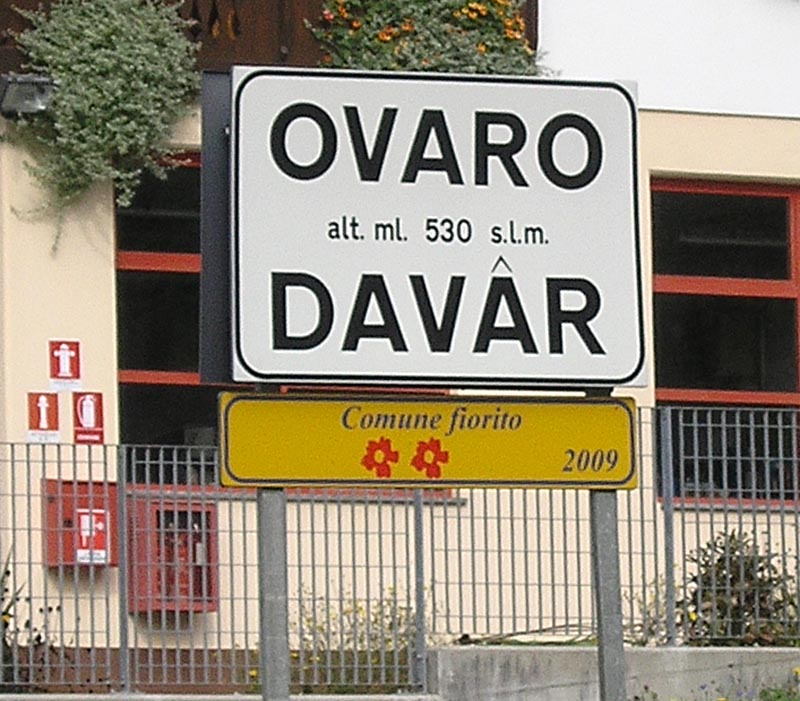 OVARO
alt. ml. 530 s.l.m.
DAVÂR
Comune fiorito
2009